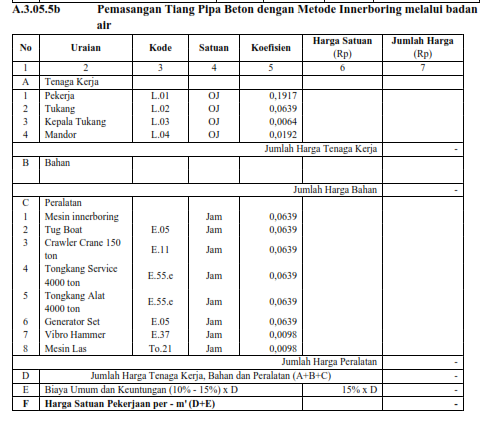 A.3.05.5b Pemasangan Tiang Pipa Beton dengan Metode Innerboring melalui badan
air
No Uraian Kode Satuan Koefisien Harga Satuan (Rp) Jumlah Harga (Rp)
1 2 3 4 5 6 7
A Tenaga Kerja
1 Pekerja L.01 OJ 0,1917
2 Tukang L.02 OJ 0,0639
3 Kepala Tukang L.03 OJ 0,0064
4 Mandor L.04 OJ 0,0192
Jumlah Harga Tenaga Kerja -
B Bahan
Jumlah Harga Bahan -
C Peralatan
1 Mesin innerboring Jam 0,0639
2 Tug Boat E.05 Jam 0,0639
3 Crawler Crane 150
ton E.11 Jam 0,0639
4 Tongkang Service
4000 ton E.55.e Jam 0,0639
5 Tongkang Alat
4000 ton E.55.e Jam 0,0639
6 Generator Set E.05 Jam 0,0639
7 Vibro Hammer E.37 Jam 0,0098
8 Mesin Las To.21 Jam 0,0098
Jumlah Harga Peralatan -
D Jumlah Harga Tenaga Kerja, Bahan dan Peralatan (A+B+C) -
E Biaya Umum dan Keuntungan (10% - 15%) x D 15% x D -
F Harga Satuan Pekerjaan per - m' (D+E) -